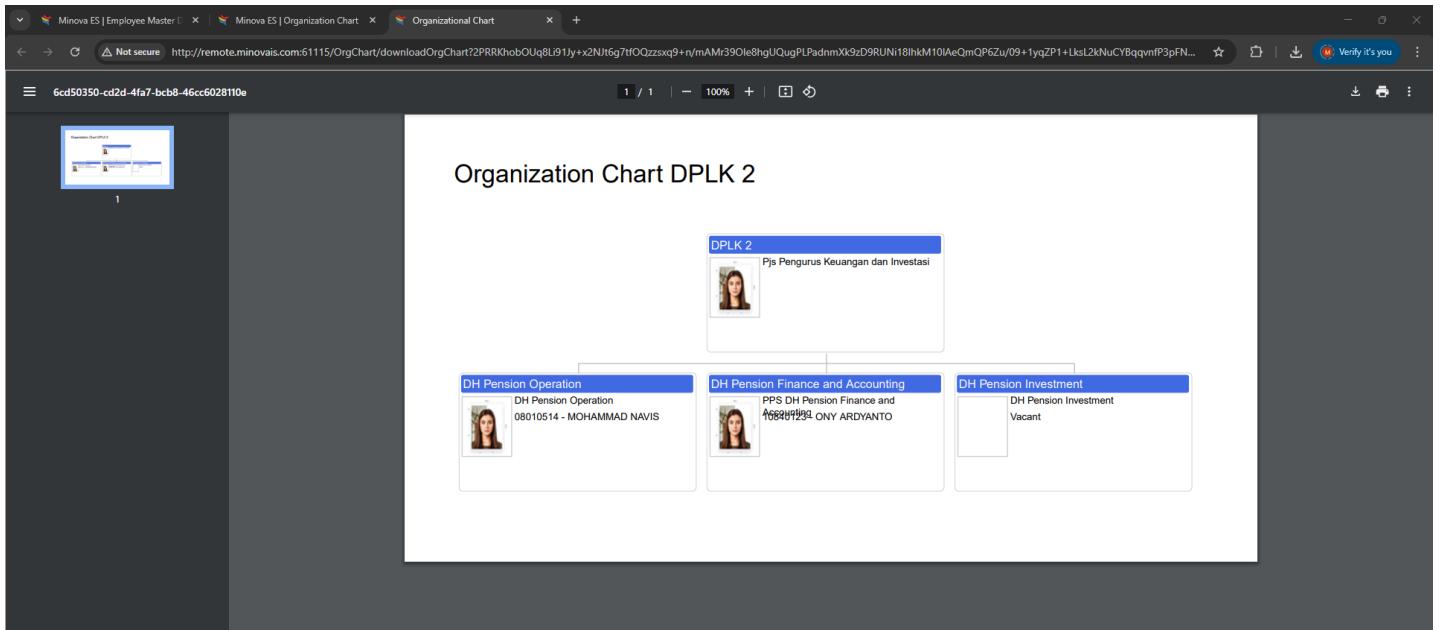 Minova ES | Employee Master D
Minova ES | Organization Chart
Organizational Chart
Not secure
http://remote.minovais.com:61115/OrgChart/downloadOrgChart?2PRRKhobOUq8Li91Jy+x2NJt6g7tfOQzzsxq9+n/mAMr39Ole8hgUQugPLPadnmXk9zD9RUNi18IhkM10IAeQmQP6Zu/09+1yqZP1+LksL2kNuCYBqqvnfP3pFN...
M
Verify it's you
6cd50350-cd2d-4fa7-bcb8-46cc6028110e
1 / 1
100%
1
Organization Chart DPLK 2
DPLK 2
Pjs Pengurus Keuangan dan Investasi
DH Pension Operation
DH Pension Operation
08010514 - MOHAMMAD NAVIS
DH Pension Finance and Accounting
PPS DH Pension Finance and
Accounting
10840123 - ONY ARDYANTO
DH Pension Investment
DH Pension Investment
Vacant